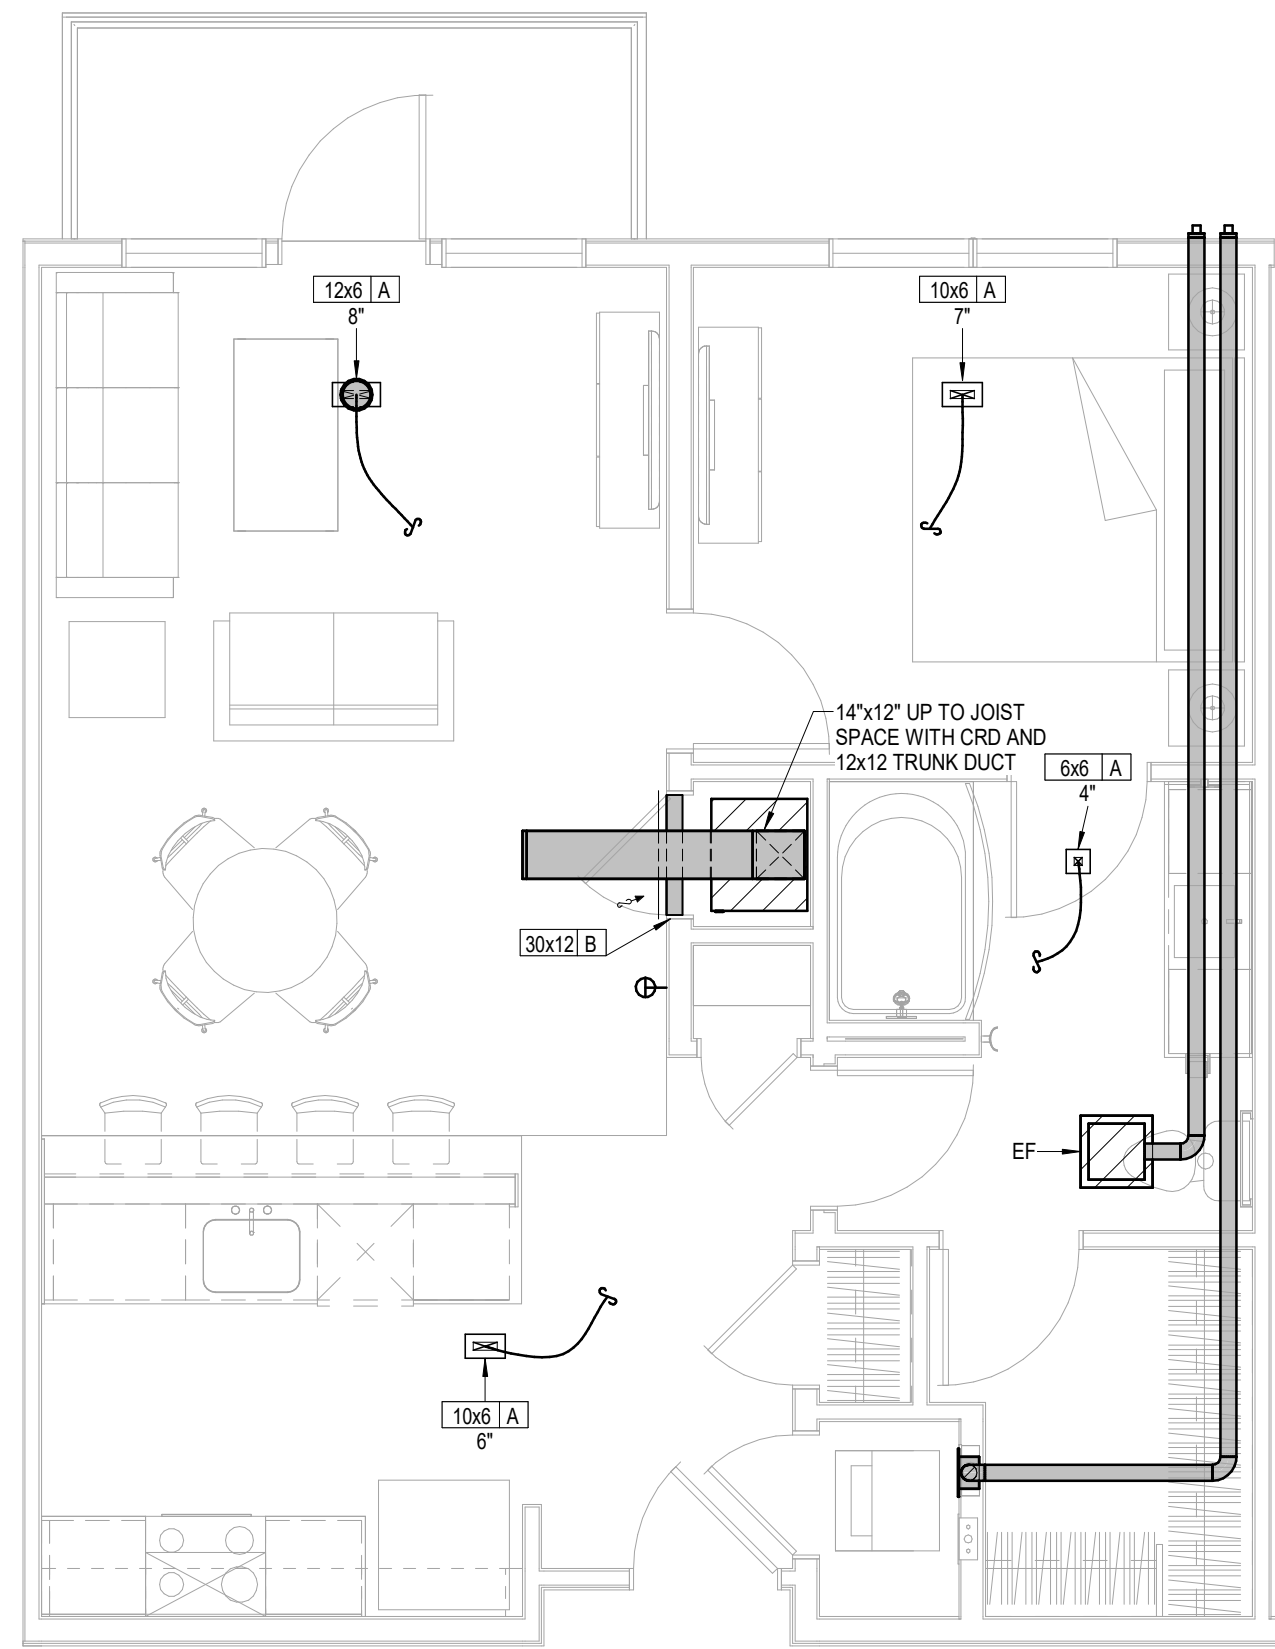 12x6 A
8"
10x6 A
7"
14"x12" UP TO JOIST
SPACE WITH CRD AND
12x12 TRUNK DUCT
6x6 A
4"
30x12 B
EF
10x6 A
6"